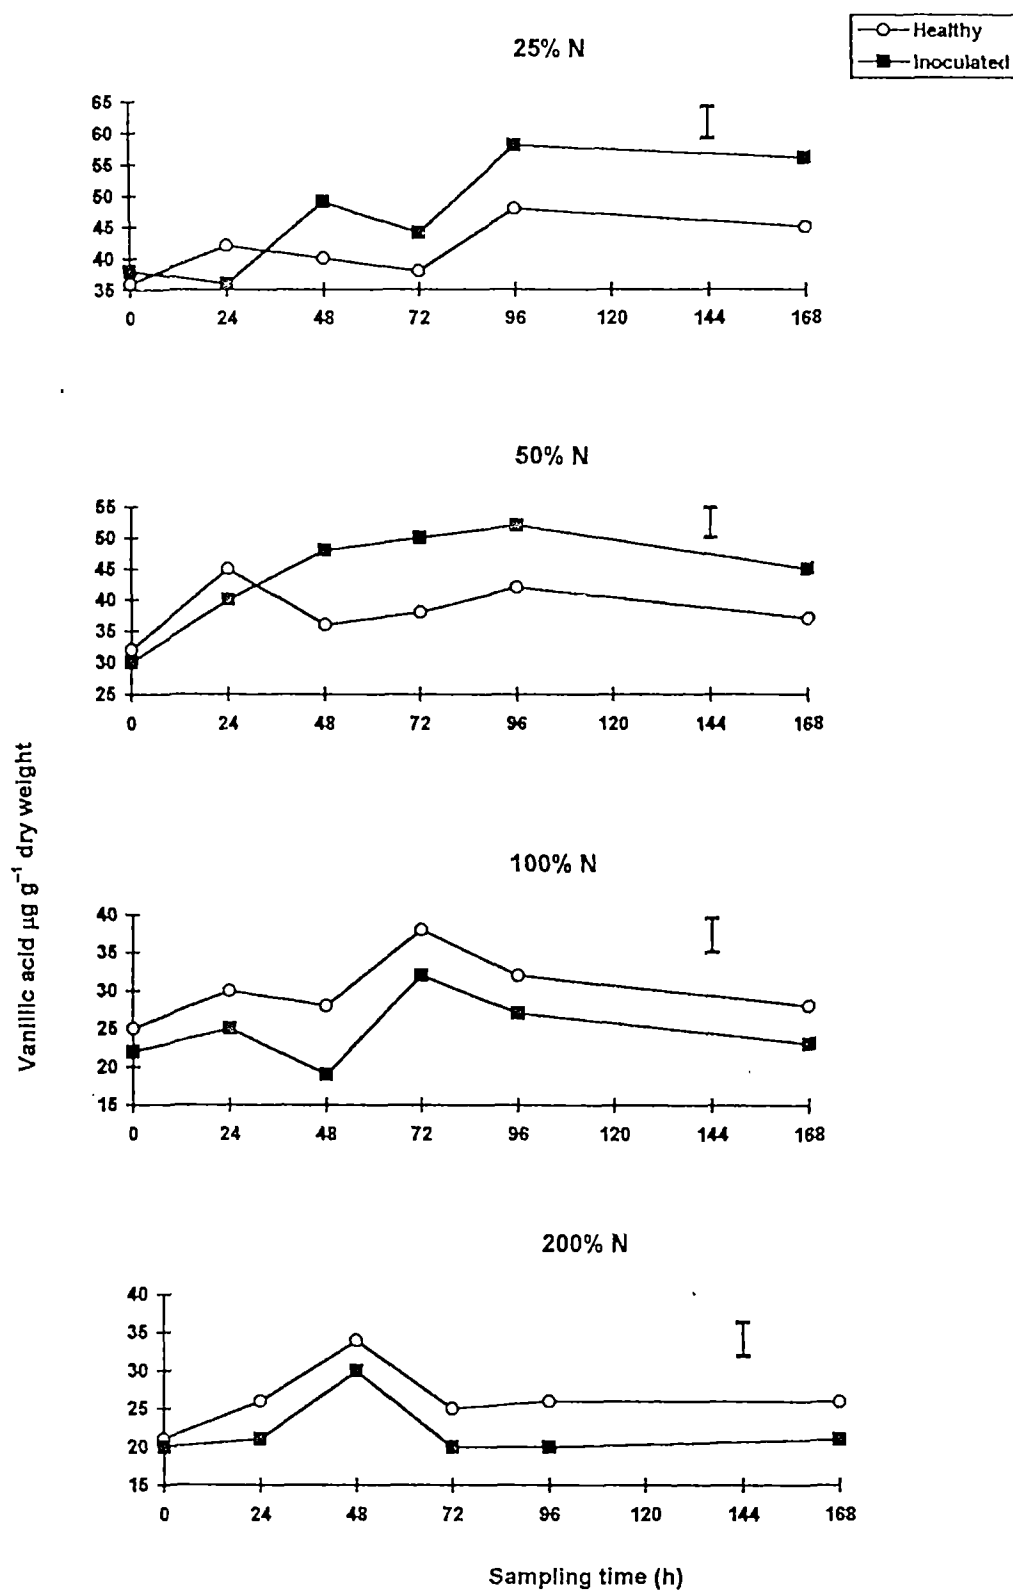 Healthy
Inoculated
25% N
65
60
55
50
45
40
35
0 24 48 72 96 120 144 168
50% N
55
50
45
40
35
30
25
0 24 48 72 96 120 144 168
Vanillic acid µg g⁻¹ dry weight
100% N
40
35
30
25
20
15
0 24 48 72 96 120 144 168
200% N
40
35
30
25
20
15
0 24 48 72 96 120 144 168
Sampling time (h)